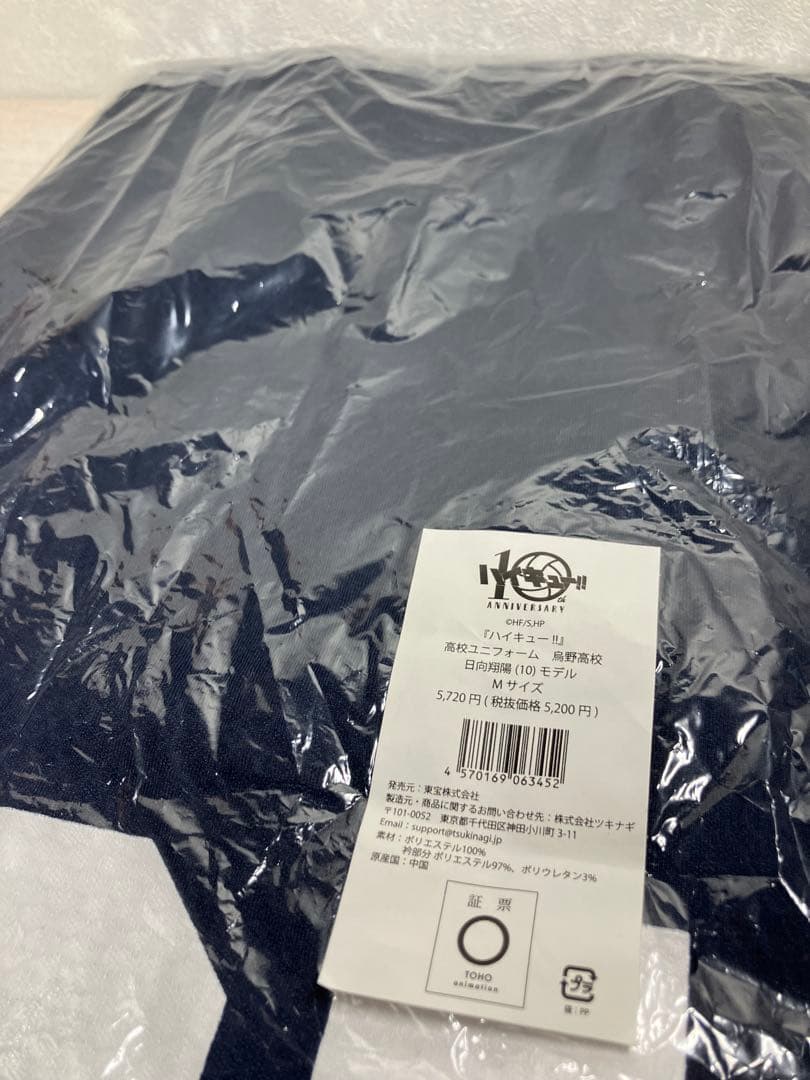 ハイキュー!!
10th
ANNIVERSARY
©HF/S,HP
『ハイキュー!!』
高校ユニフォーム 烏野高校
日向翔陽(10)モデル
Mサイズ
5,720円(税抜価格5,200円)
4 570169 063452
発売元:東宝株式会社
製造元・商品に関するお問い合わせ先:株式会社ツキナギ
〒101-0052 東京都千代田区神田小川町3-11
Email:support@tsukinagi.jp
素材:ポリエステル100%
衿部分 ポリエステル97%、ポリウレタン3%
原産国:中国
証 票
TOHO
animation
プラ
袋:PP